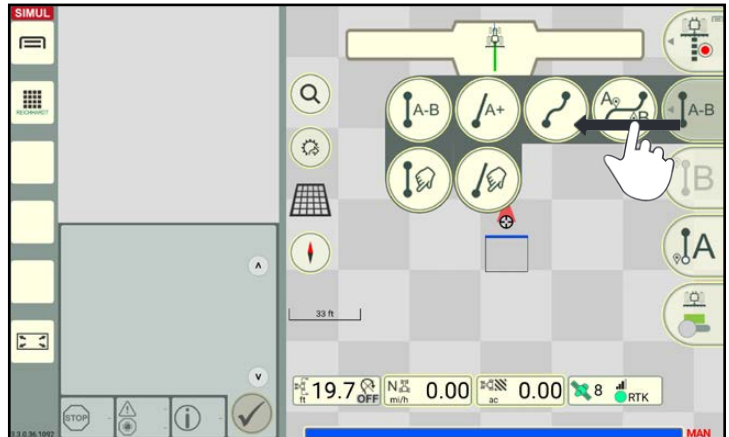 SIMUL
REICHHARDT
A-B
A+
A
B
A-B
B
A
33 ft
ft 19.7 OFF
N mi/h 0.00
ac 0.00
8 RTK
STOP
i
MAN